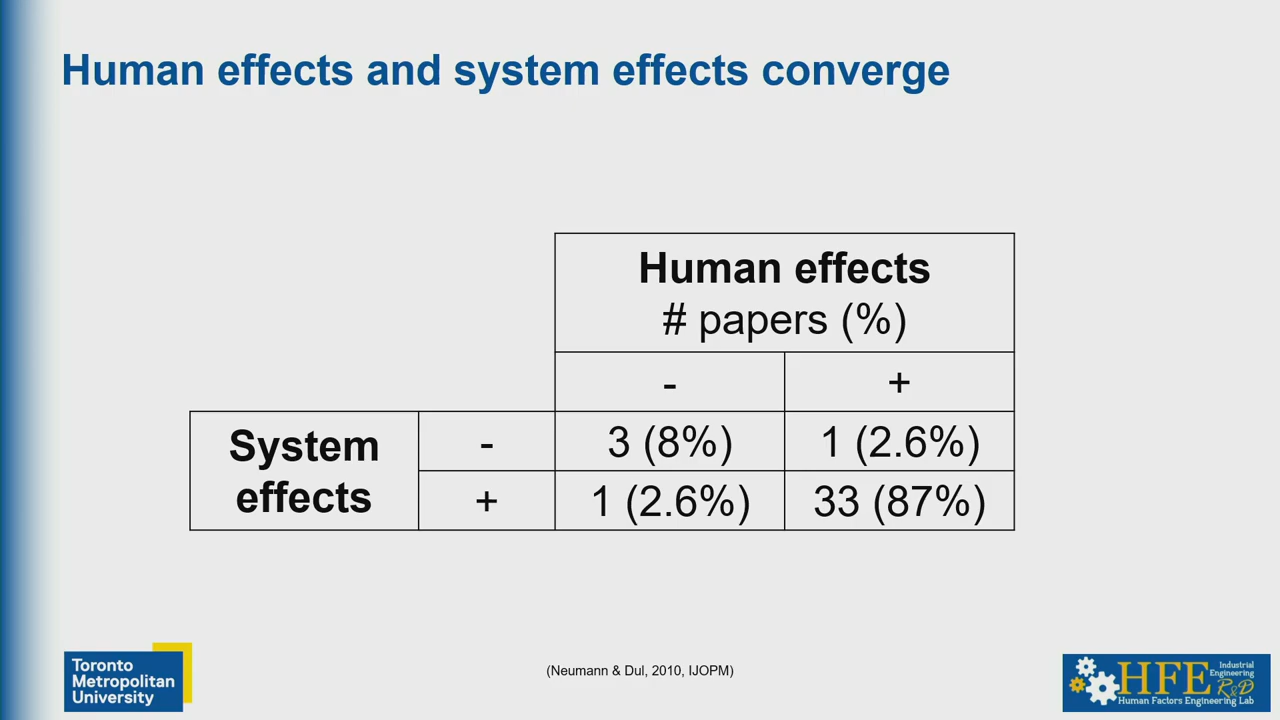 Human effects and system effects converge
Human effects
# papers (%)
- +
System
effects
- 3 (8%) 1 (2.6%)
+ 1 (2.6%) 33 (87%)
Toronto
Metropolitan
University
(Neumann & Dul, 2010, IJOPM)
HFE
Industrial
Engineering
R&D
Human Factors Engineering Lab